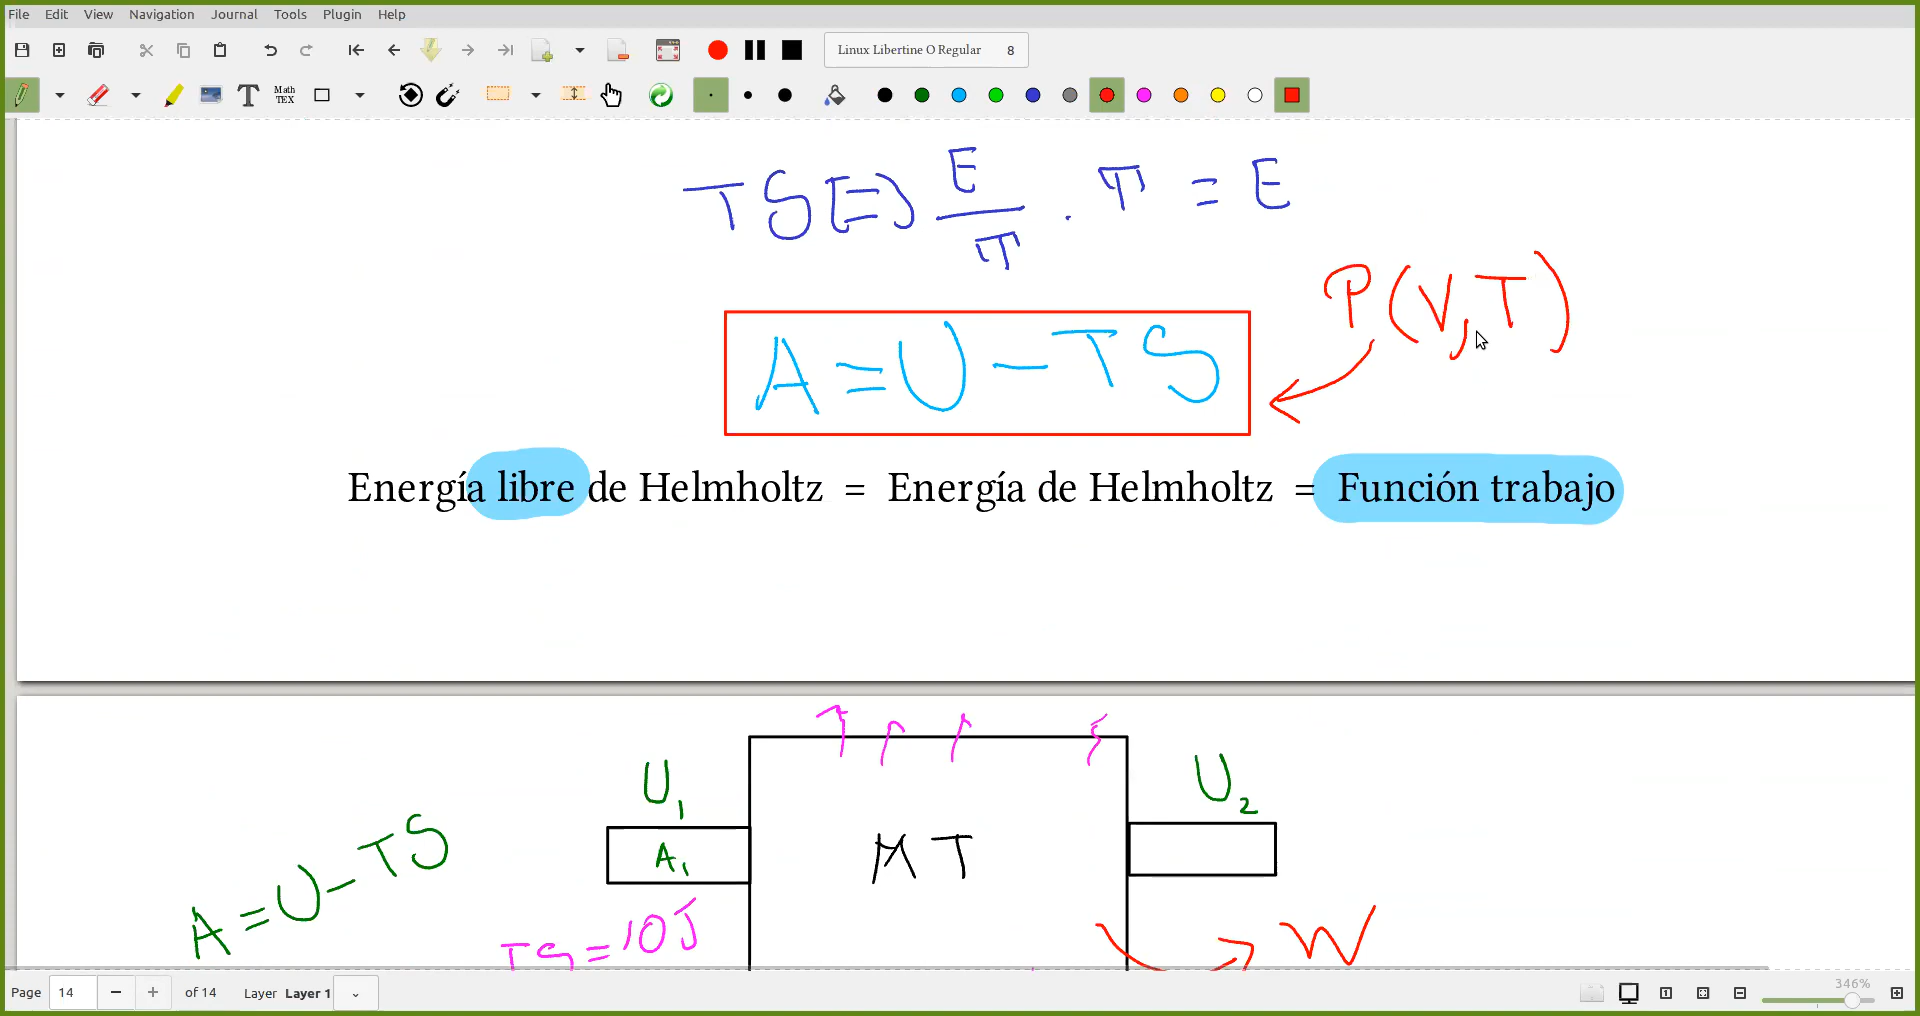 File Edit View Navigation Journal Tools Plugin Help
Linux Libertine O Regular 8
T Math TEX
TS[=] E/T · T = E
P(V,T)
A=U-TS
Energía libre de Helmholtz = Energía de Helmholtz = Función trabajo
U₁ U₂
A=U-TS A₁ MT
TS=10J W
Page 14 of 14 Layer Layer 1 346%